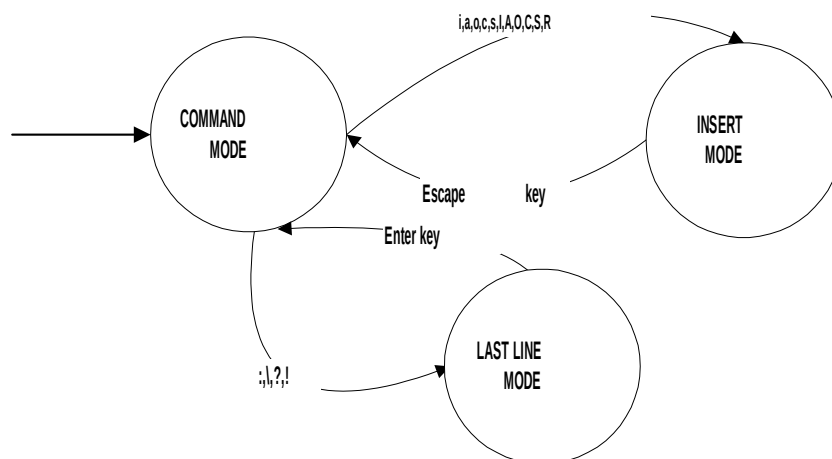 i,a,o,c,s,I,A,O,C,S,R
COMMAND
MODE
INSERT
MODE
Escape key
Enter key
LAST LINE
MODE
:,\,?,!